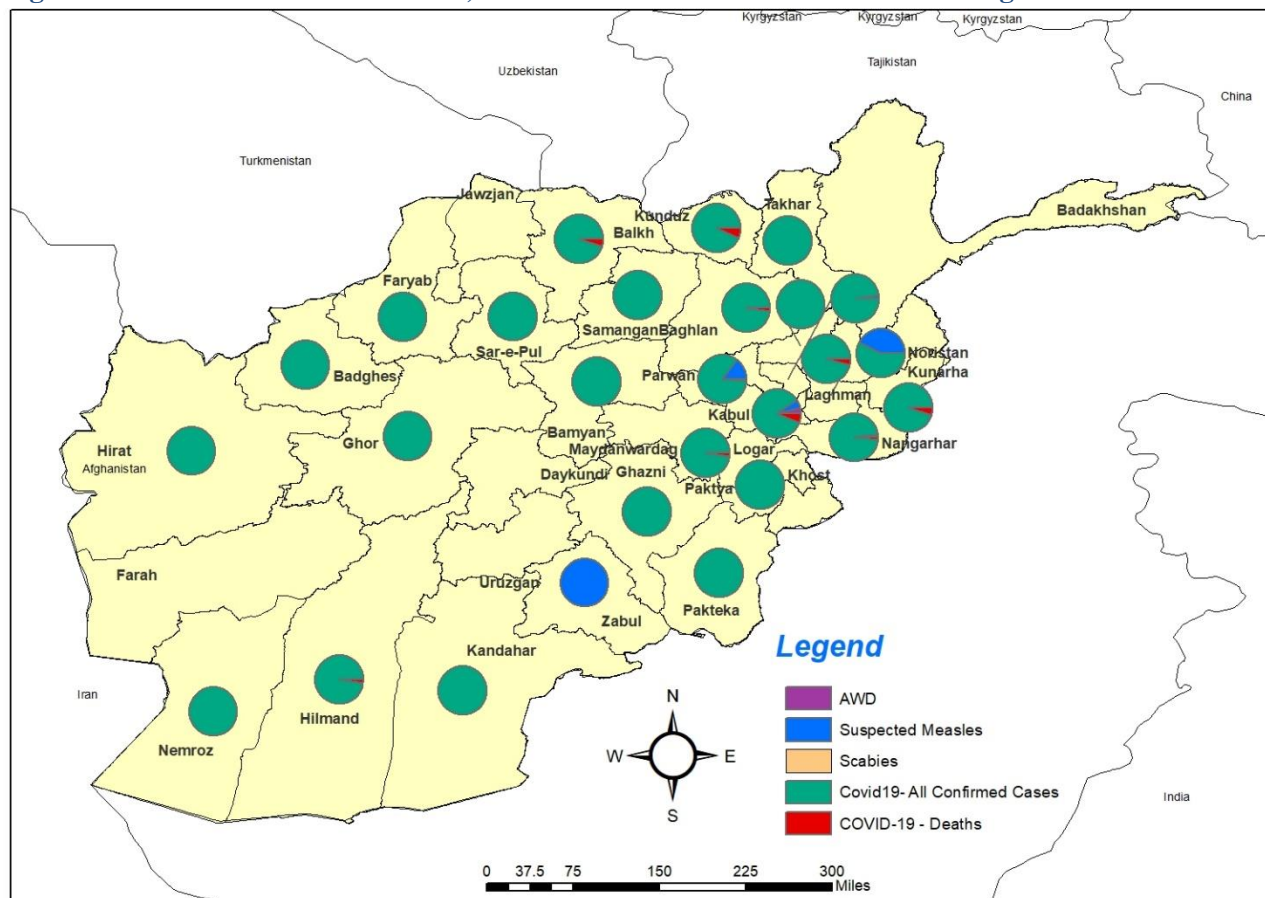 Kyrgyzstan
Kyrgyzstan
Kyrgyzstan
Uzbekistan
Tajikistan
China
Turkmenistan
Jawzjan
Kunduz
Takhar
Balkh
Badakhshan
Faryab
Samangan
Baghlan
Sar-e-Pul
Badghes
Parwan
Noristan
Kunarha
Laghman
Kabul
Hirat
Afghanistan
Ghor
Bamyan
Maydanwardag
Logar
Nangarhar
Daykundi
Ghazni
Paktya
Khost
Farah
Uruzgan
Zabul
Pakteka
Kandahar
Iran
Hilmand
Nemroz
India
Legend
AWD
Suspected Measles
Scabies
Covid19- All Confirmed Cases
COVID-19 - Deaths
N
W
E
S
0 37.5 75 150 225 300
Miles